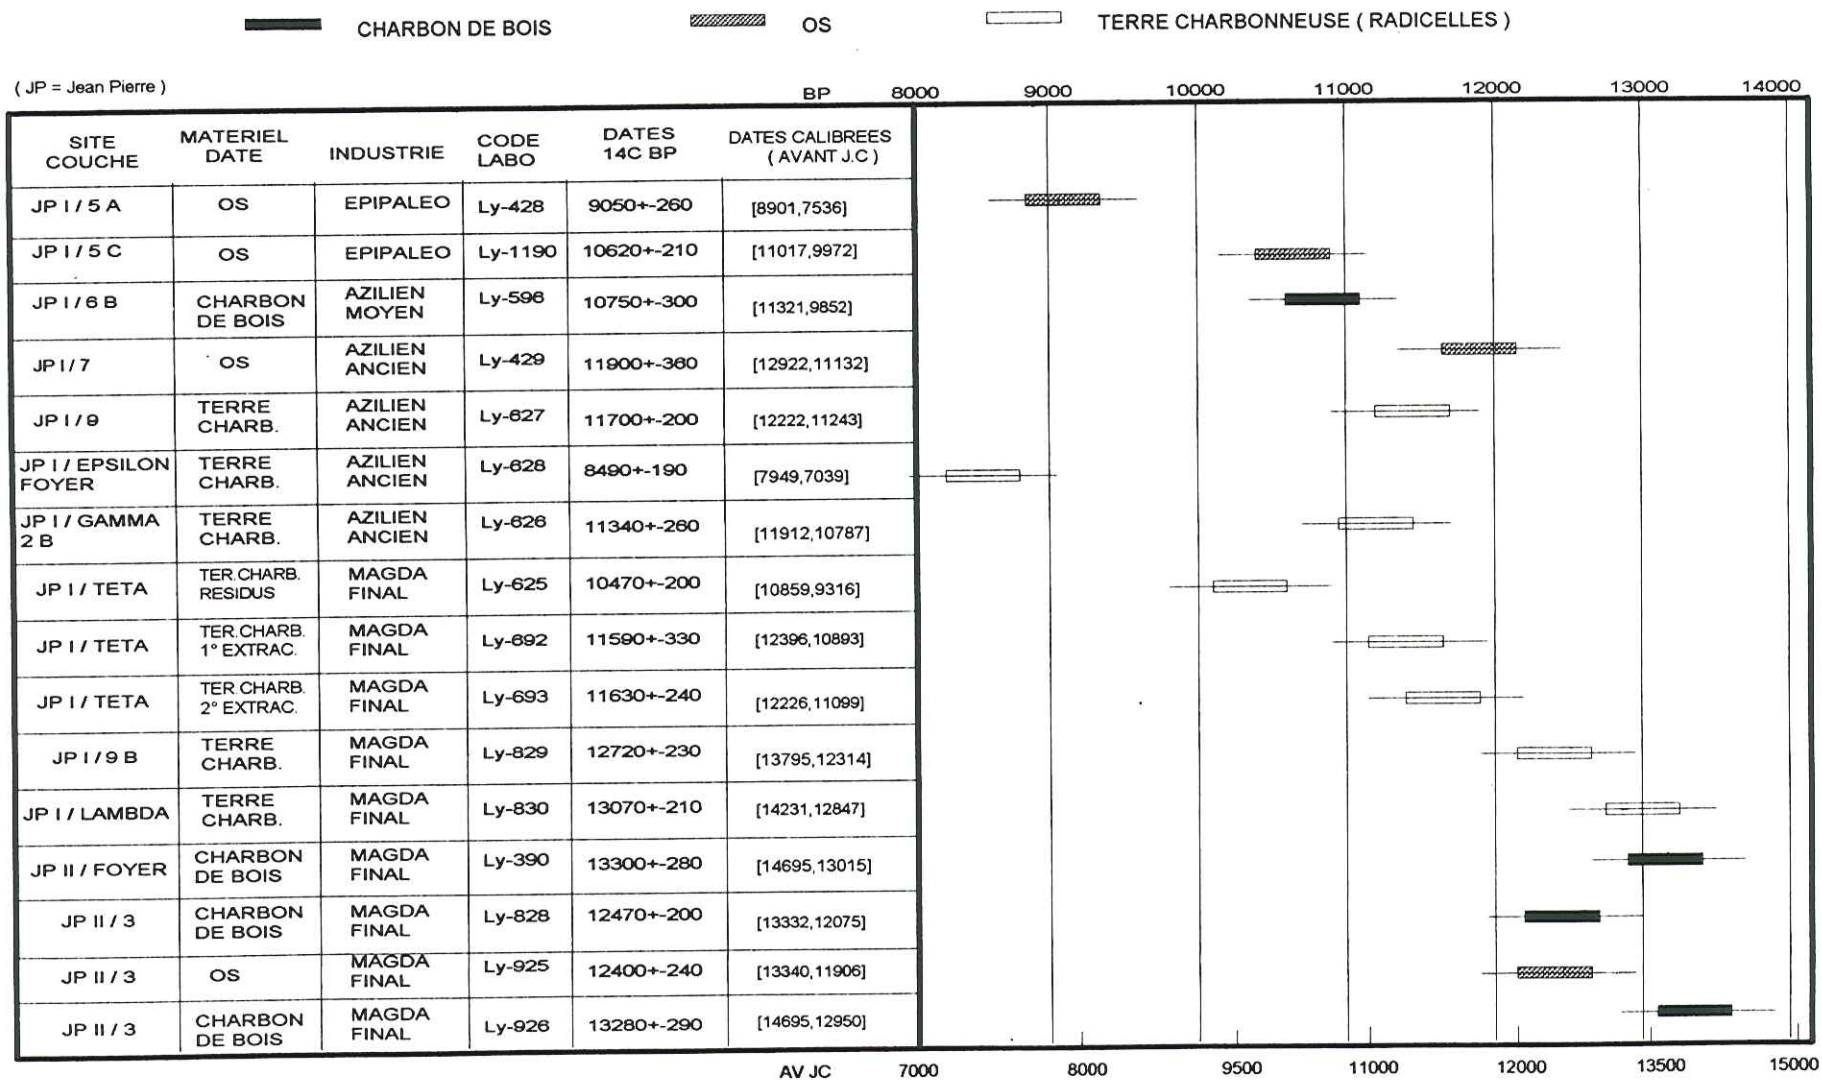 CHARBON DE BOIS OS TERRE CHARBONNEUSE ( RADICELLES )
( JP = Jean Pierre ) BP 8000 9000 10000 11000 12000 13000 14000
SITE COUCHE MATERIEL DATE INDUSTRIE CODE LABO DATES 14C BP DATES CALIBREES ( AVANT J.C )
JP I / 5 A OS EPIPALEO Ly-428 9050+-260 [8901,7536]
JP I / 5 C OS EPIPALEO Ly-1190 10620+-210 [11017,9972]
JP I / 6 B CHARBON DE BOIS AZILIEN MOYEN Ly-596 10750+-300 [11321,9852]
JP I / 7 OS AZILIEN ANCIEN Ly-429 11900+-360 [12922,11132]
JP I / 9 TERRE CHARB. AZILIEN ANCIEN Ly-627 11700+-200 [12222,11243]
JP I / EPSILON FOYER TERRE CHARB. AZILIEN ANCIEN Ly-628 8490+-190 [7949,7039]
JP I / GAMMA 2 B TERRE CHARB. AZILIEN ANCIEN Ly-626 11340+-260 [11912,10787]
JP I / TETA TER.CHARB. RESIDUS MAGDA FINAL Ly-625 10470+-200 [10859,9316]
JP I / TETA TER.CHARB. 1° EXTRAC. MAGDA FINAL Ly-692 11590+-330 [12396,10893]
JP I / TETA TER.CHARB. 2° EXTRAC. MAGDA FINAL Ly-693 11630+-240 [12226,11099]
JP I / 9 B TERRE CHARB. MAGDA FINAL Ly-829 12720+-230 [13795,12314]
JP I / LAMBDA TERRE CHARB. MAGDA FINAL Ly-830 13070+-210 [14231,12847]
JP II / FOYER CHARBON DE BOIS MAGDA FINAL Ly-390 13300+-280 [14695,13015]
JP II / 3 CHARBON DE BOIS MAGDA FINAL Ly-828 12470+-200 [13332,12075]
JP II / 3 OS MAGDA FINAL Ly-925 12400+-240 [13340,11906]
JP II / 3 CHARBON DE BOIS MAGDA FINAL Ly-926 13280+-290 [14695,12950]
AV JC 7000 8000 9500 11000 12000 13500 15000